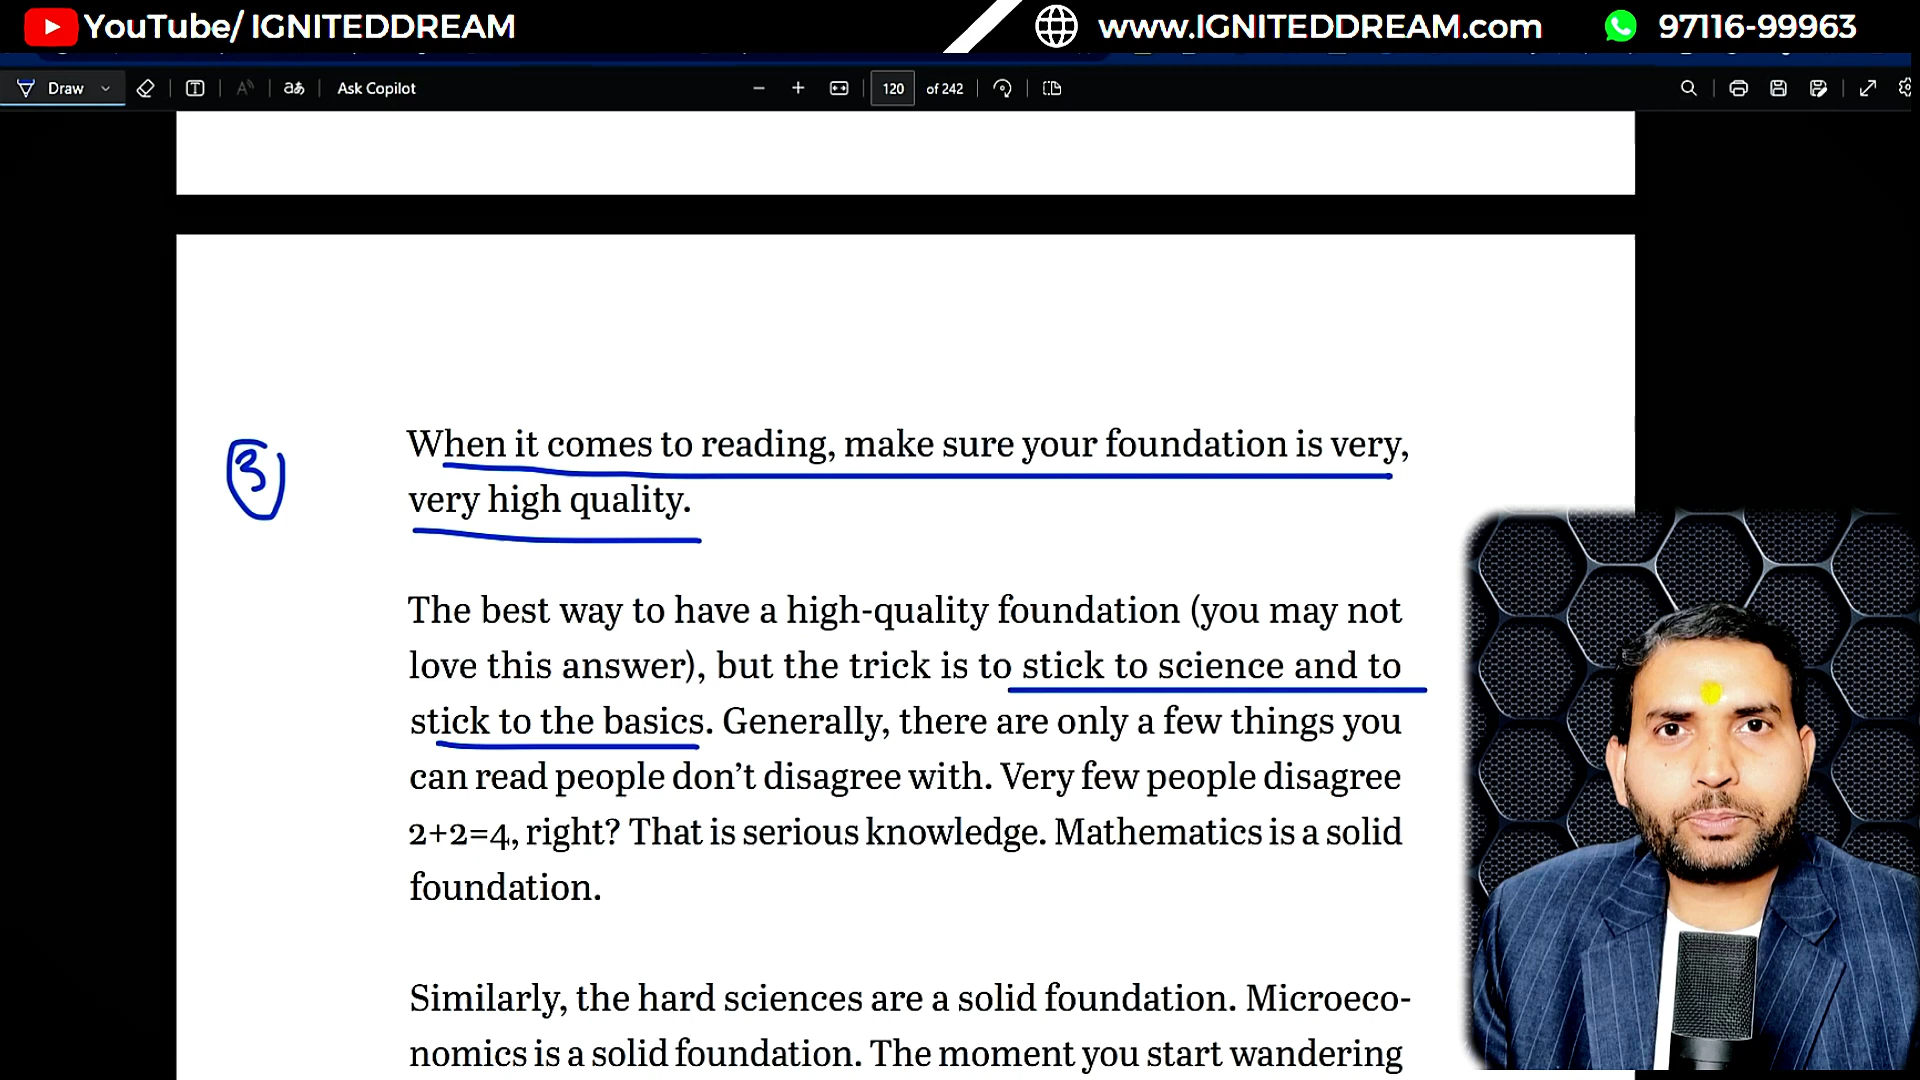 YouTube/ IGNITEDDREAM
www.IGNITEDDREAM.com
97116-99963
Draw
Ask Copilot
120 of 242
3
When it comes to reading, make sure your foundation is very,
very high quality.
The best way to have a high-quality foundation (you may not
love this answer), but the trick is to stick to science and to
stick to the basics. Generally, there are only a few things you
can read people don’t disagree with. Very few people disagree
2+2=4, right? That is serious knowledge. Mathematics is a solid
foundation.
Similarly, the hard sciences are a solid foundation. Microeco-
nomics is a solid foundation. The moment you start wandering